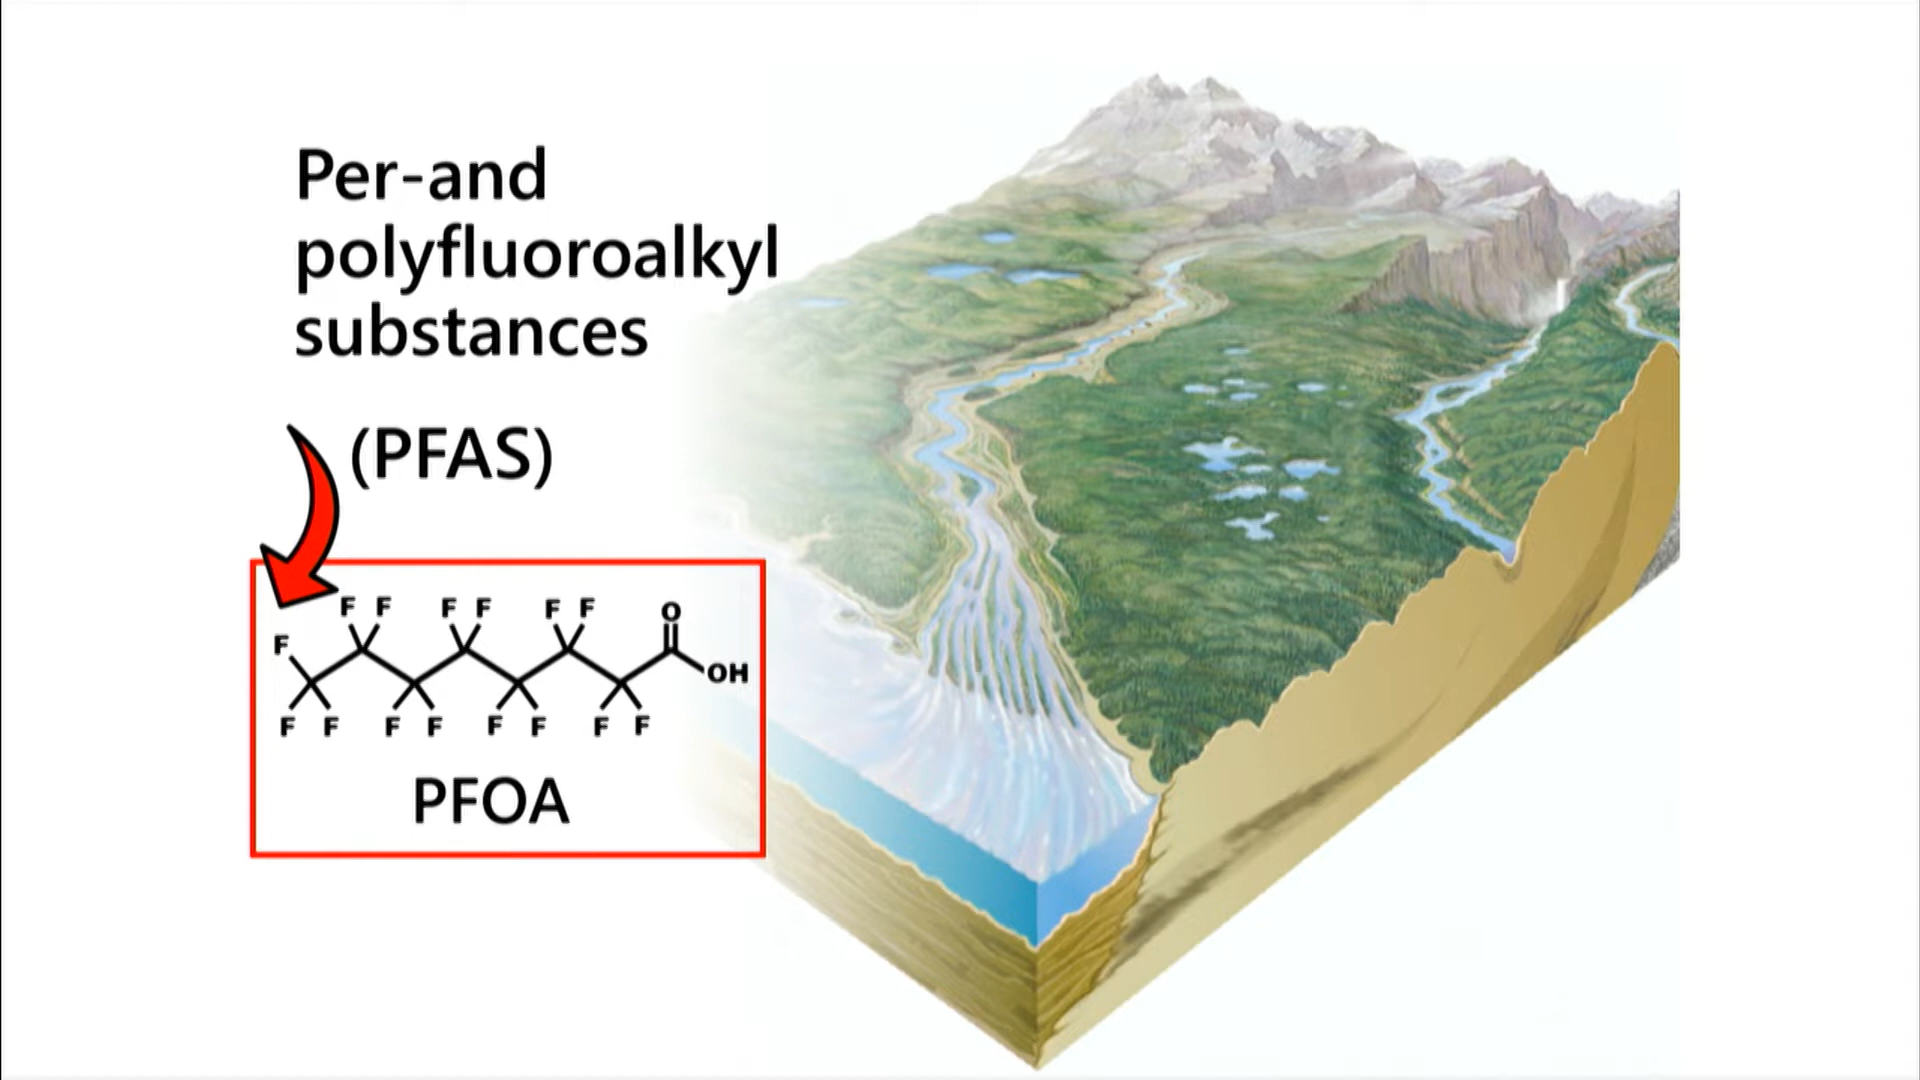 Per-and
polyfluoroalkyl
substances
(PFAS)
F F F F F F O
F
OH
F F F F F F F F
PFOA